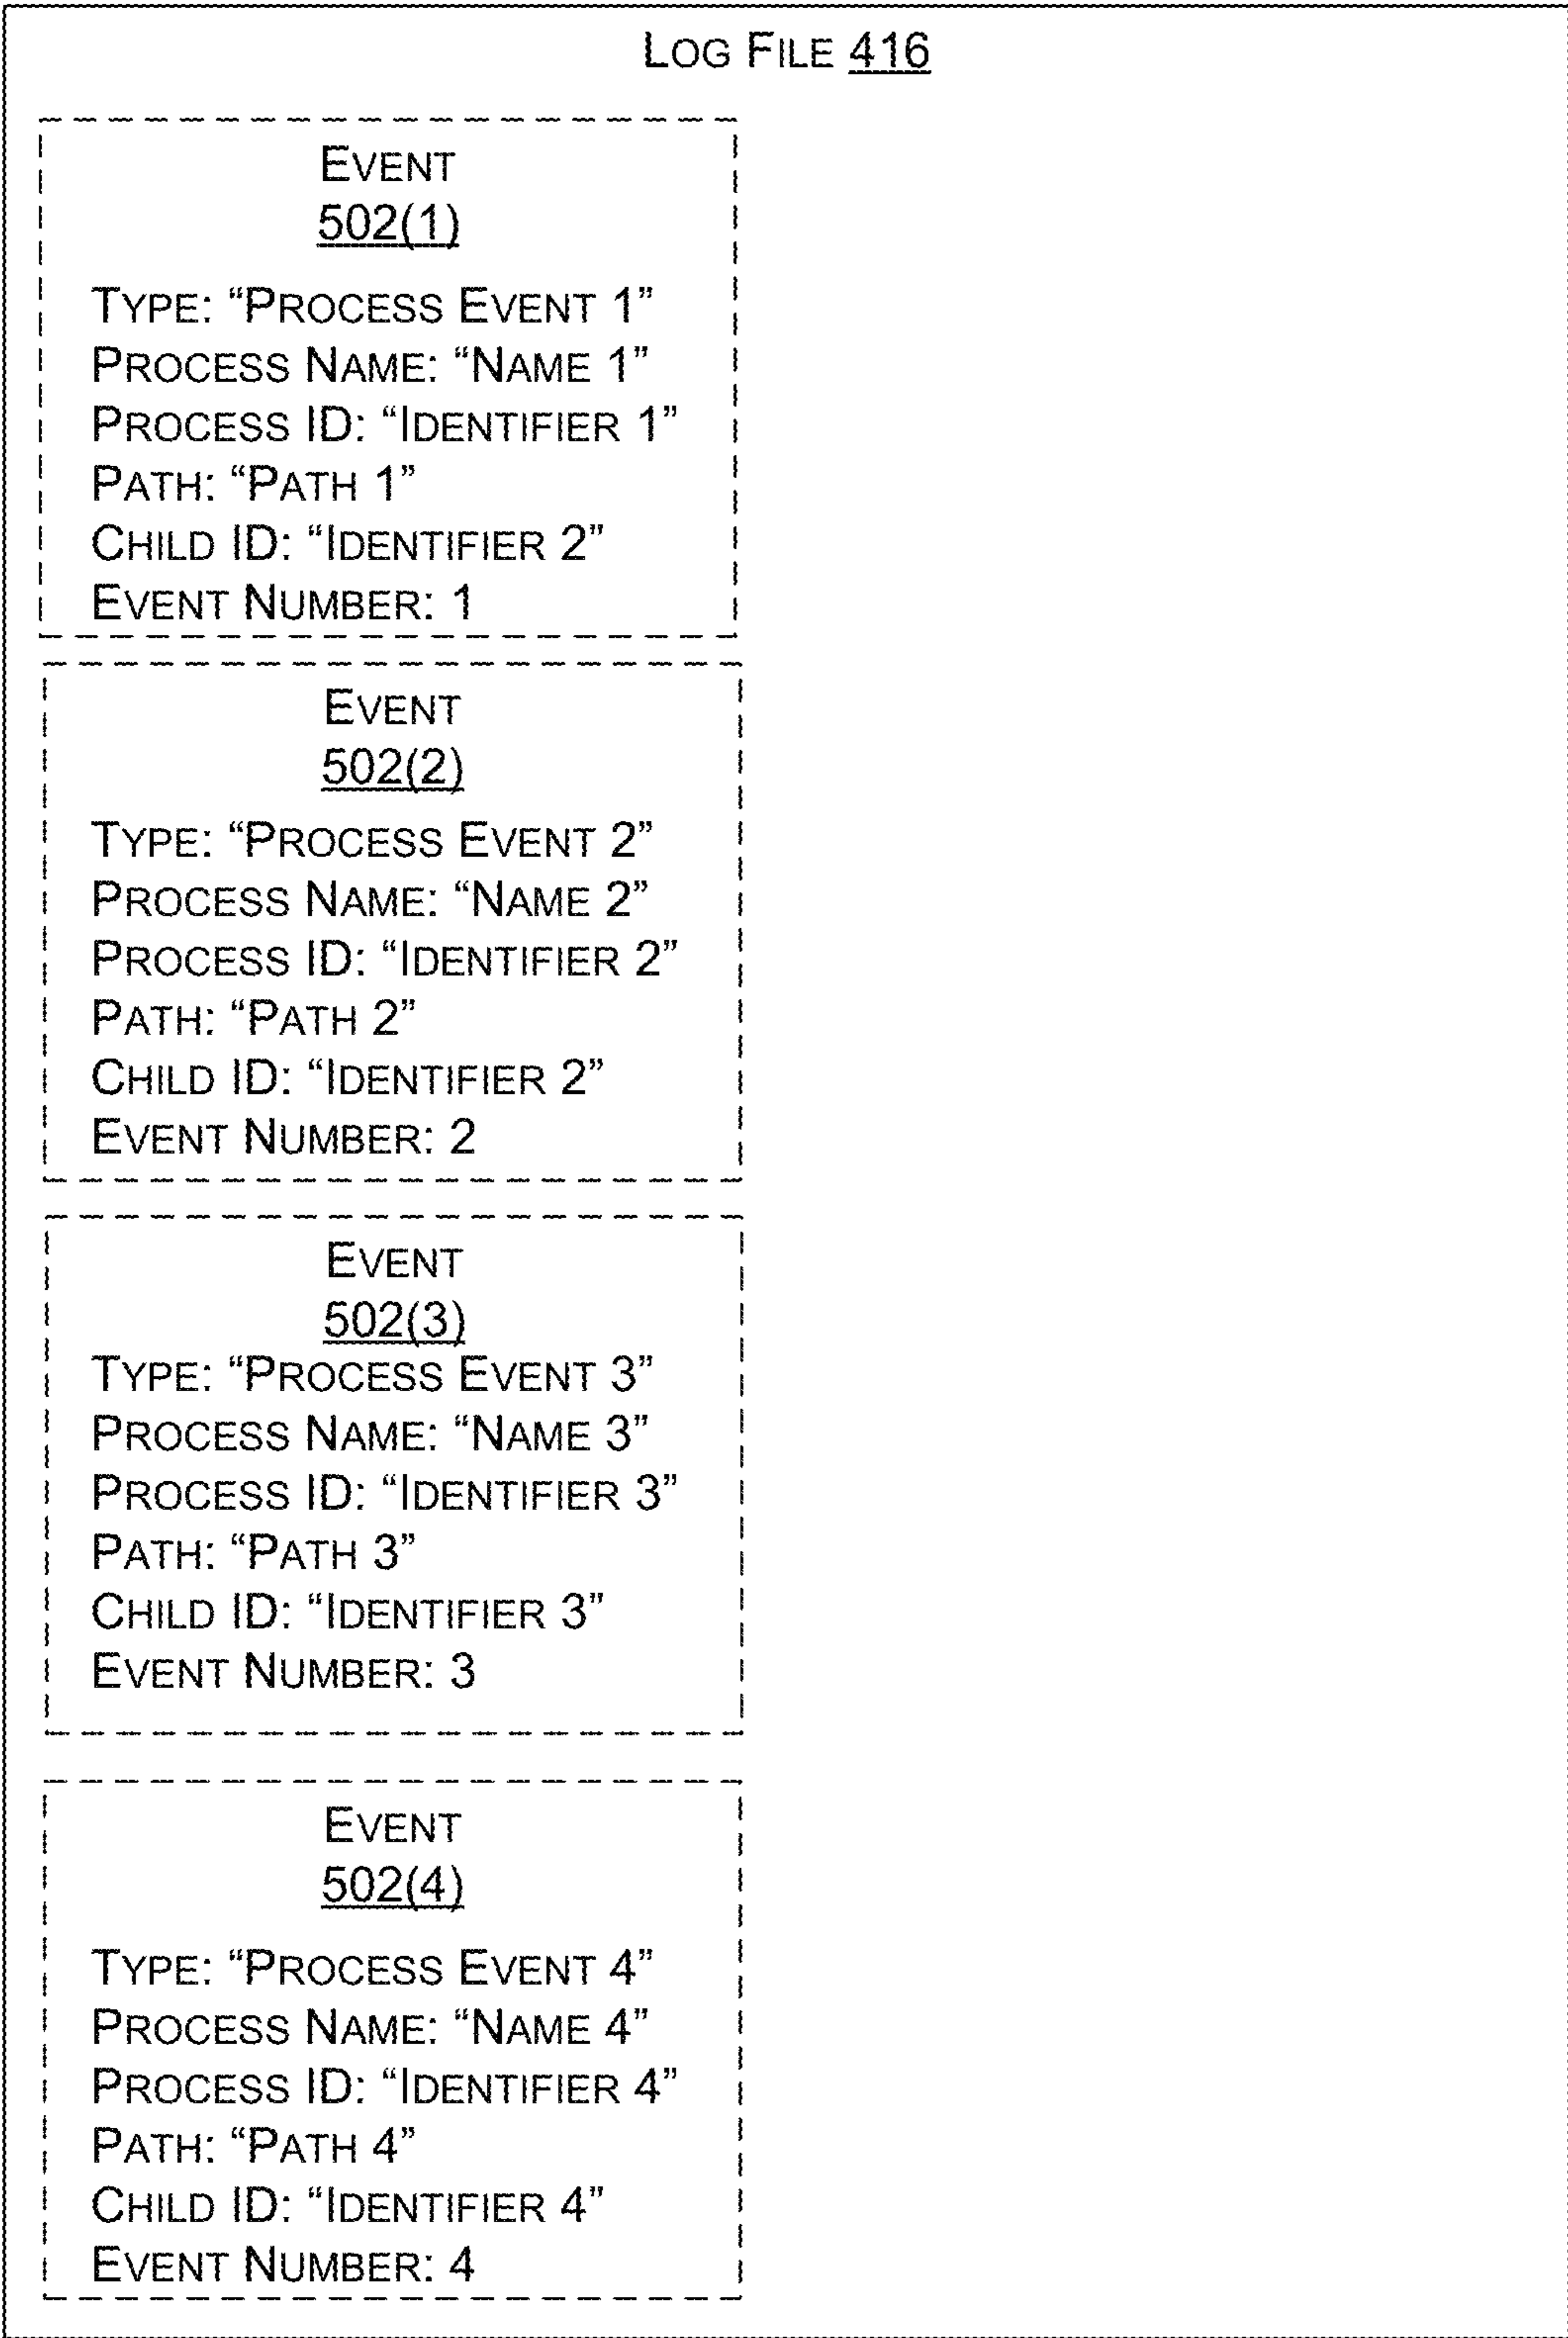 LOG FILE 416
EVENT
502(1)
TYPE: “PROCESS EVENT 1”
PROCESS NAME: “NAME 1”
PROCESS ID: “IDENTIFIER 1”
PATH: “PATH 1”
CHILD ID: “IDENTIFIER 2”
EVENT NUMBER: 1
EVENT
502(2)
TYPE: “PROCESS EVENT 2”
PROCESS NAME: “NAME 2”
PROCESS ID: “IDENTIFIER 2”
PATH: “PATH 2”
CHILD ID: “IDENTIFIER 2”
EVENT NUMBER: 2
EVENT
502(3)
TYPE: “PROCESS EVENT 3”
PROCESS NAME: “NAME 3”
PROCESS ID: “IDENTIFIER 3”
PATH: “PATH 3”
CHILD ID: “IDENTIFIER 3”
EVENT NUMBER: 3
EVENT
502(4)
TYPE: “PROCESS EVENT 4”
PROCESS NAME: “NAME 4”
PROCESS ID: “IDENTIFIER 4”
PATH: “PATH 4”
CHILD ID: “IDENTIFIER 4”
EVENT NUMBER: 4